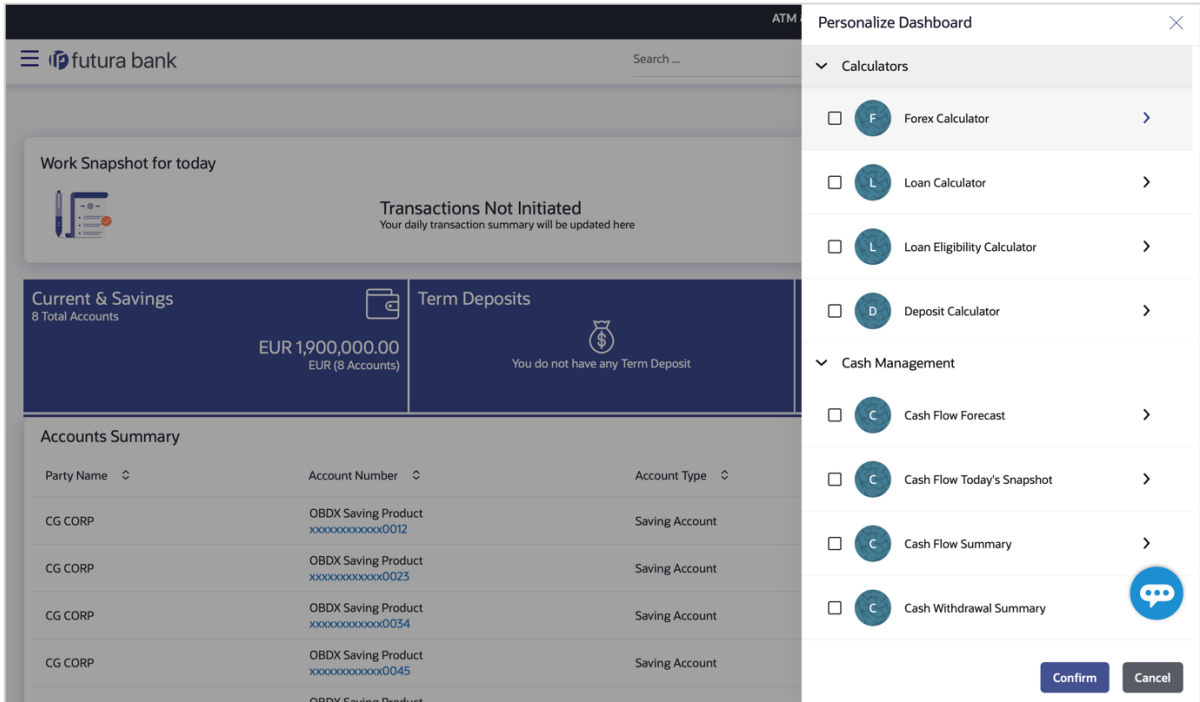 ATM
futura bank
Search ...
Work Snapshot for today
Transactions Not Initiated
Your daily transaction summary will be updated here
Current & Savings
8 Total Accounts
EUR 1,900,000.00
EUR (8 Accounts)
Term Deposits
You do not have any Term Deposit
Accounts Summary
Party Name Account Number Account Type
CG CORP OBDX Saving Product Saving Account
xxxxxxxxxxxx0012
CG CORP OBDX Saving Product Saving Account
xxxxxxxxxxxx0023
CG CORP OBDX Saving Product Saving Account
xxxxxxxxxxxx0034
CG CORP OBDX Saving Product Saving Account
xxxxxxxxxxxx0045
OBDX Saving Product
Personalize Dashboard
Calculators
F Forex Calculator
L Loan Calculator
L Loan Eligibility Calculator
D Deposit Calculator
Cash Management
C Cash Flow Forecast
C Cash Flow Today's Snapshot
C Cash Flow Summary
C Cash Withdrawal Summary
Confirm Cancel